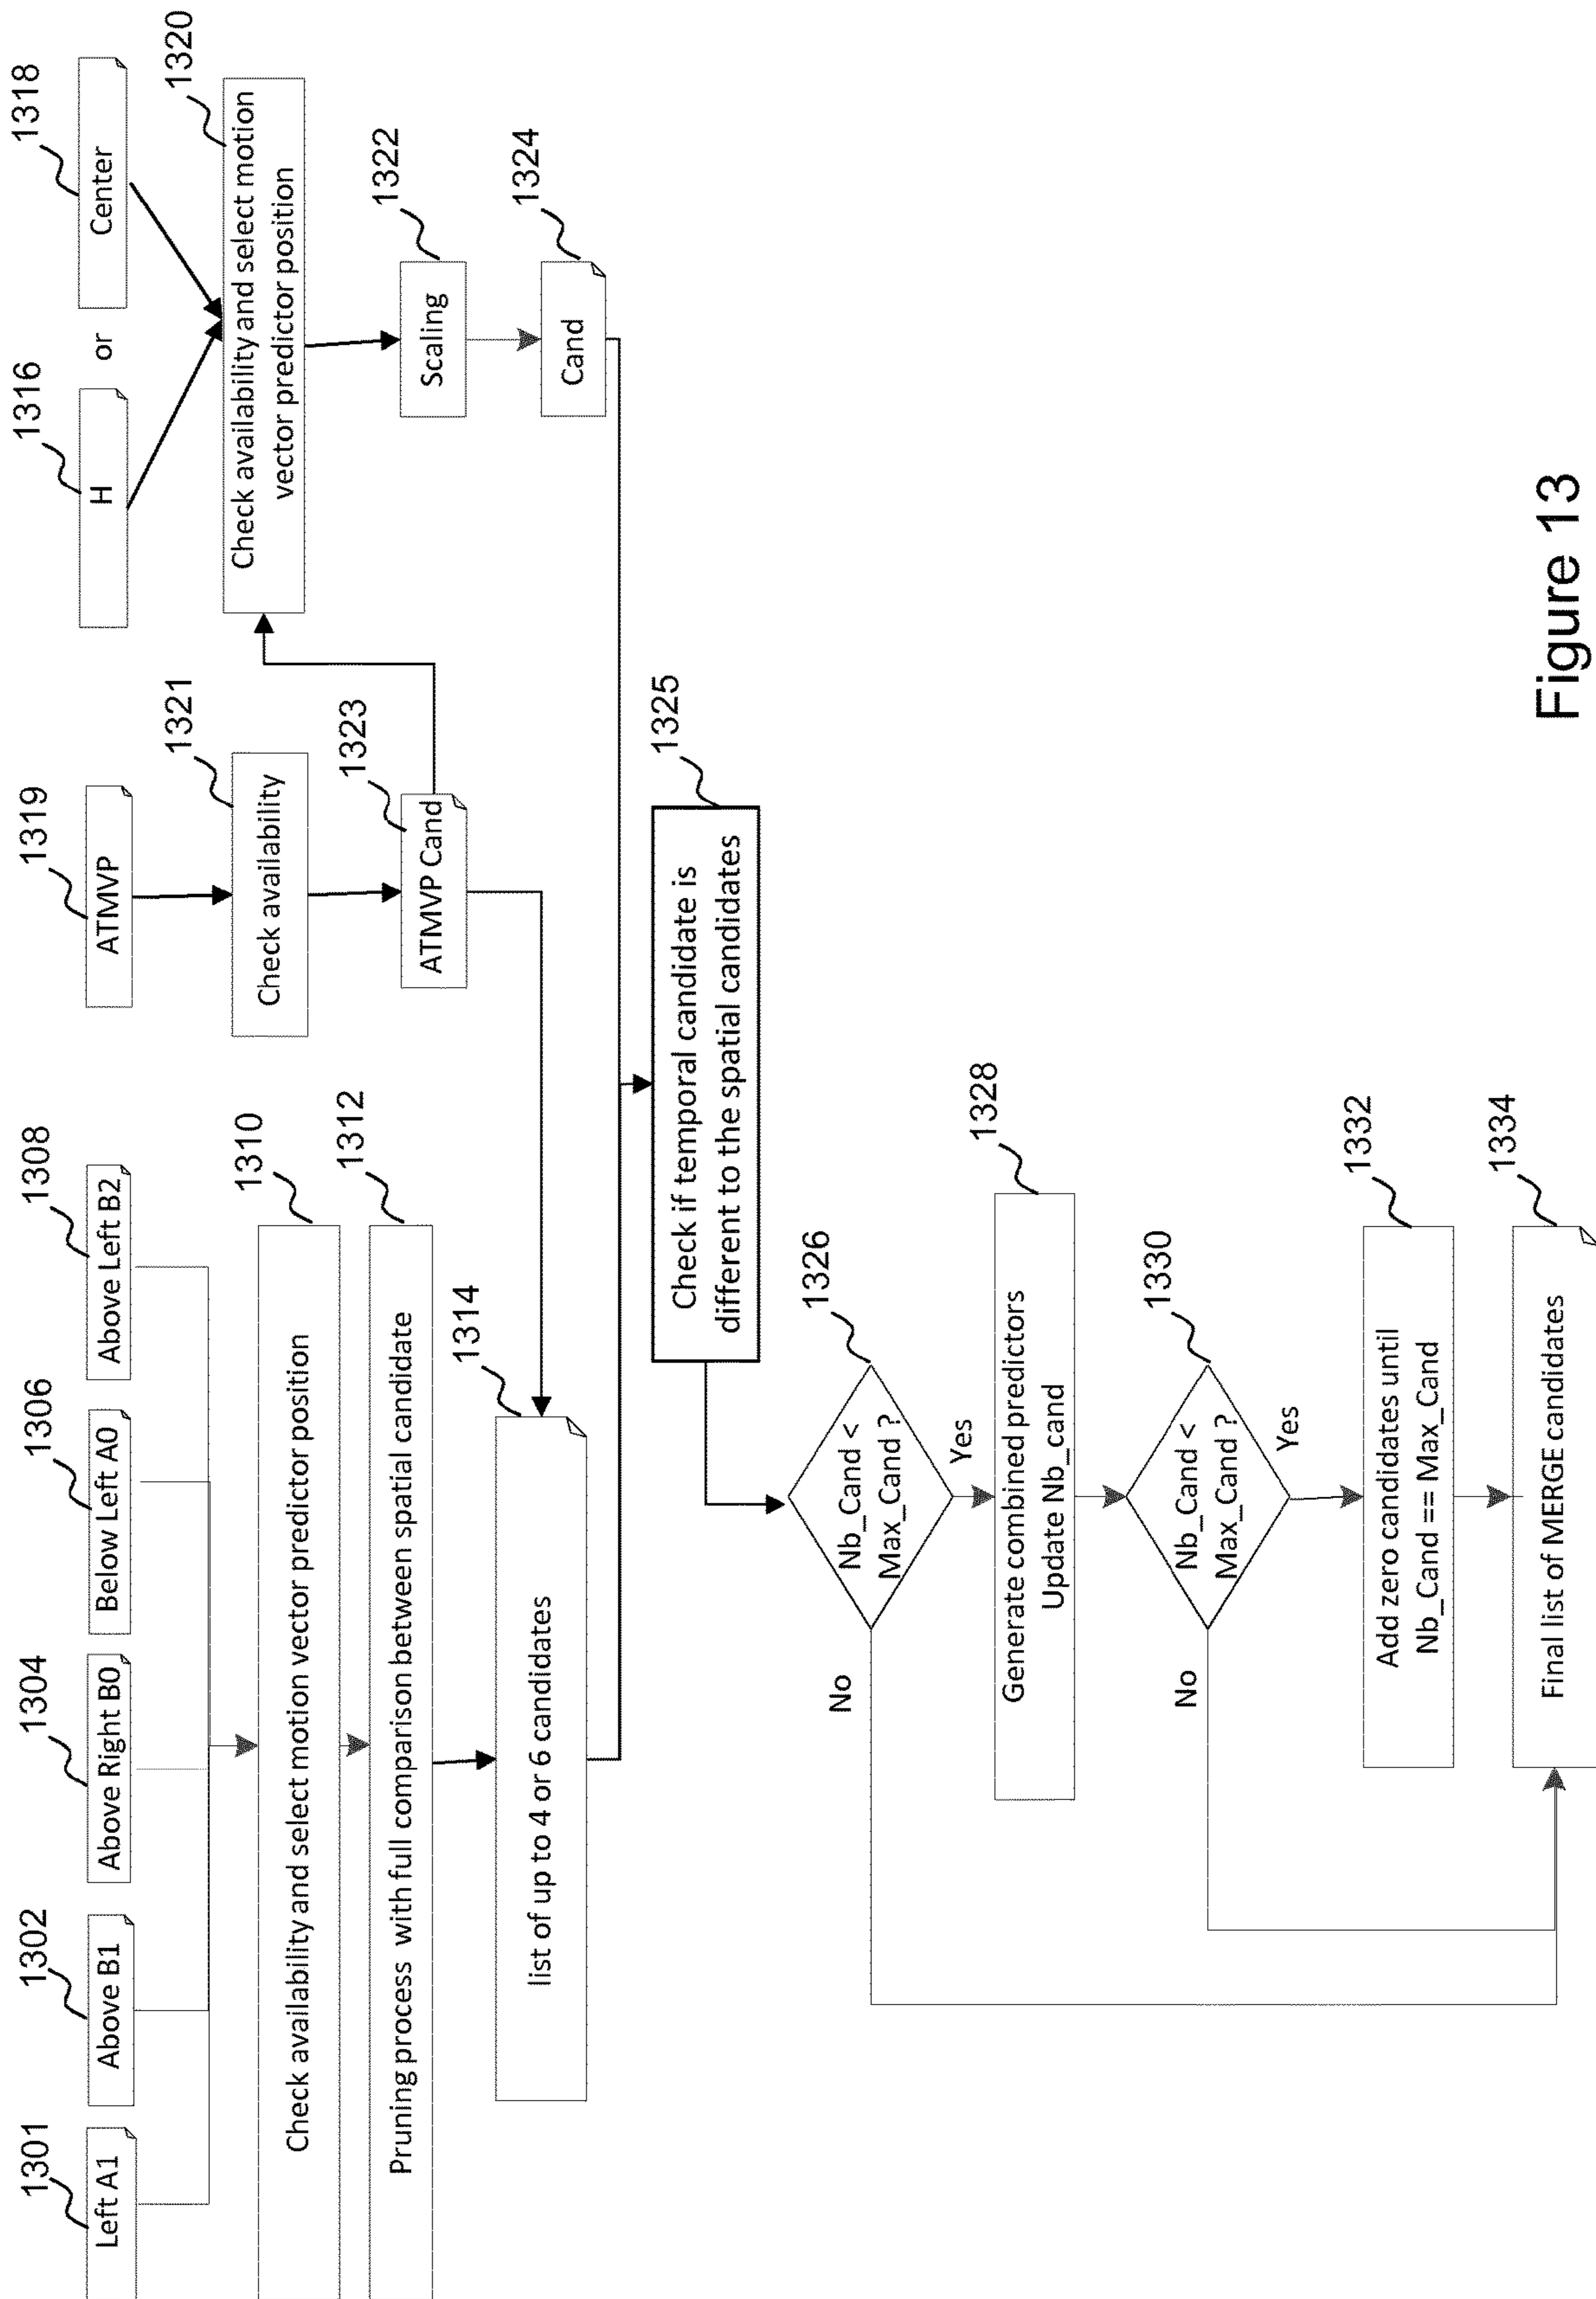 1301
Left A1
1302
Above B1
1304
Above Right B0
1306
Below Left A0
1308
Above Left B2
1319
ATMVP
1316
H
or
1318
Center
1310
Check availability and select motion vector predictor position
1321
Check availability
1320
Check availability and select motion
vector predictor position
1312
Pruning process with full comparison between spatial candidate
1323
ATMVP Cand
1322
Scaling
1314
list of up to 4 or 6 candidates
1324
Cand
1325
Check if temporal candidate is
different to the spatial candidates
1326
Nb_Cand <
Max_Cand ?
No
Yes
1328
Generate combined predictors
Update Nb_cand
1330
Nb_Cand <
Max_Cand ?
No
Yes
1332
Add zero candidates until
Nb_Cand == Max_Cand
1334
Final list of MERGE candidates
Figure 13